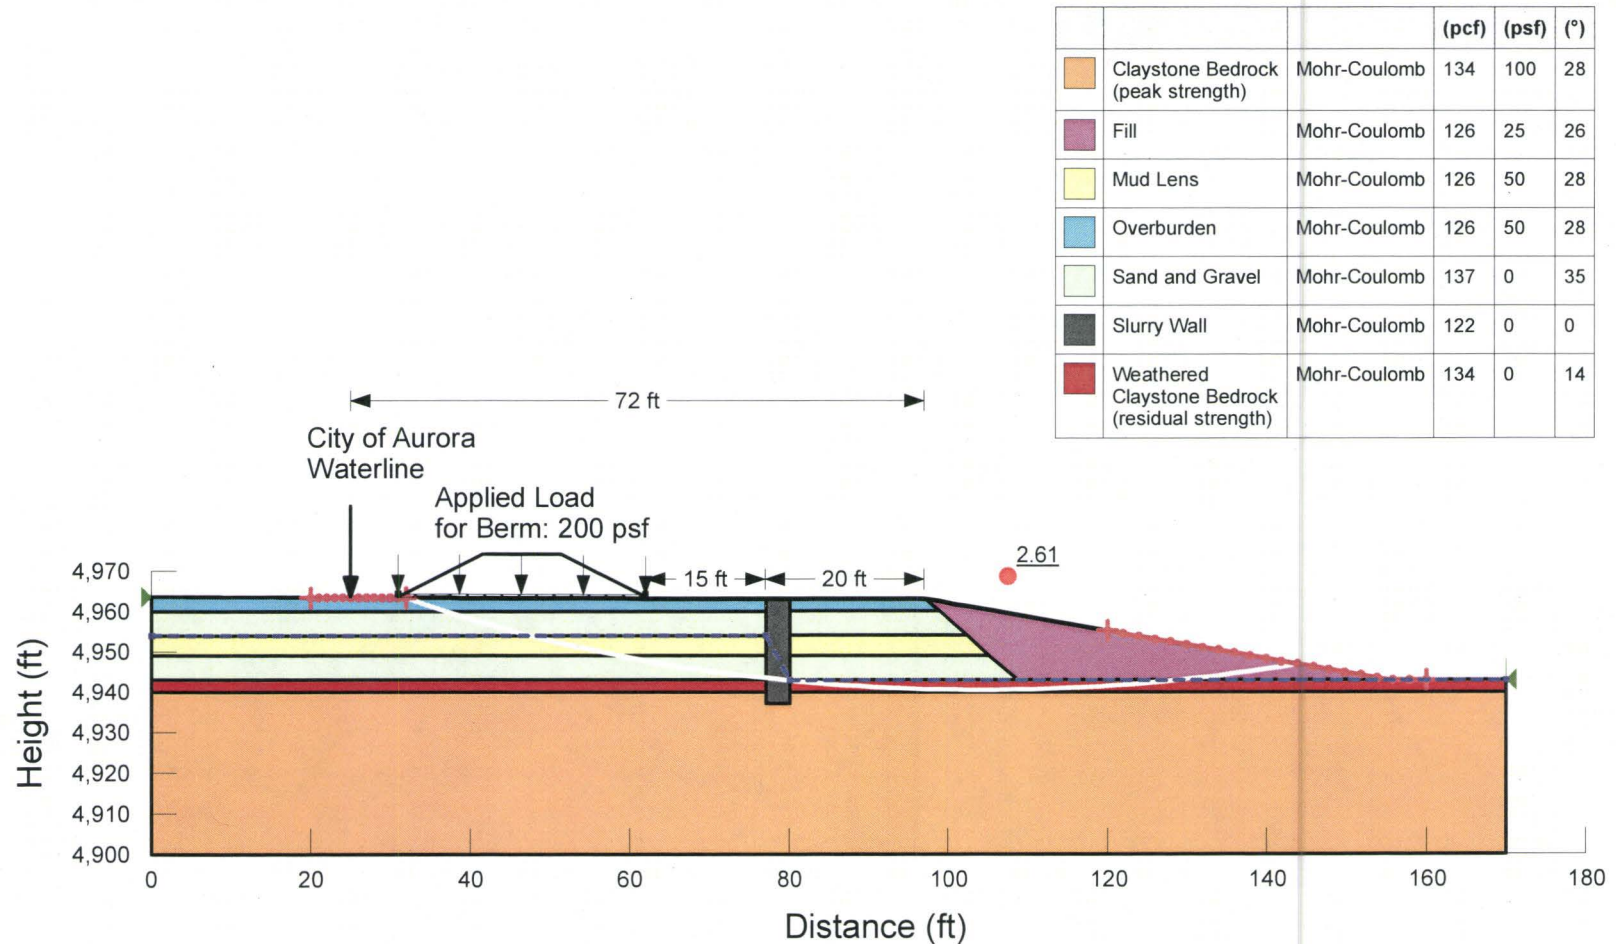 (pcf) (psf) (°)
Claystone Bedrock Mohr-Coulomb 134 100 28
(peak strength)
Fill Mohr-Coulomb 126 25 26
Mud Lens Mohr-Coulomb 126 50 28
Overburden Mohr-Coulomb 126 50 28
Sand and Gravel Mohr-Coulomb 137 0 35
Slurry Wall Mohr-Coulomb 122 0 0
Weathered Mohr-Coulomb 134 0 14
Claystone Bedrock
(residual strength)
72 ft
City of Aurora
Waterline
Applied Load
for Berm: 200 psf
2.61
15 ft 20 ft
Height (ft)
4,970
4,960
4,950
4,940
4,930
4,920
4,910
4,900
0 20 40 60 80 100 120 140 160 180
Distance (ft)